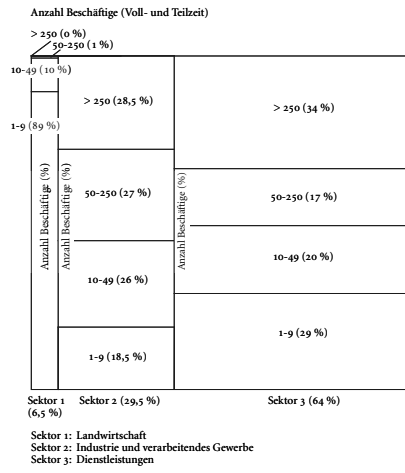 Anzahl Beschäftige (Voll- und Teilzeit)
> 250 (0 %)
50-250 (1 %)
10-49 (10 %)
1-9 (89 %)
Anzahl Beschäftige (%)
Anzahl Beschäftige (%)
> 250 (28,5 %)
50-250 (27 %)
10-49 (26 %)
1-9 (18,5 %)
Anzahl Beschäftige (%)
> 250 (34 %)
50-250 (17 %)
10-49 (20 %)
1-9 (29 %)
Sektor 1
(6,5 %)
Sektor 2 (29,5 %)
Sektor 3 (64 %)
Sektor 1: Landwirtschaft
Sektor 2: Industrie und verarbeitendes Gewerbe
Sektor 3: Dienstleistungen